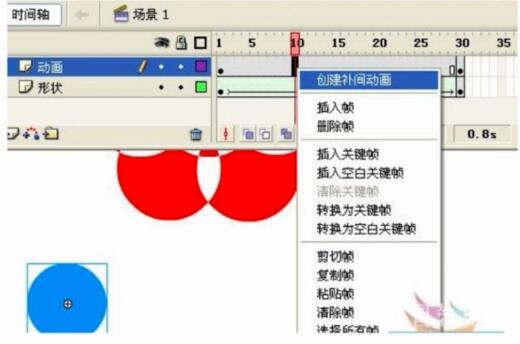 时间轴 场景 1
1 5 10 15 20 25 30 35
动画
形状
0.8s
创建补间动画
插入帧
删除帧
插入关键帧
插入空白关键帧
清除关键帧
转换为关键帧
转换为空白关键帧
剪切帧
复制帧
粘贴帧
清除帧
选择所有帧